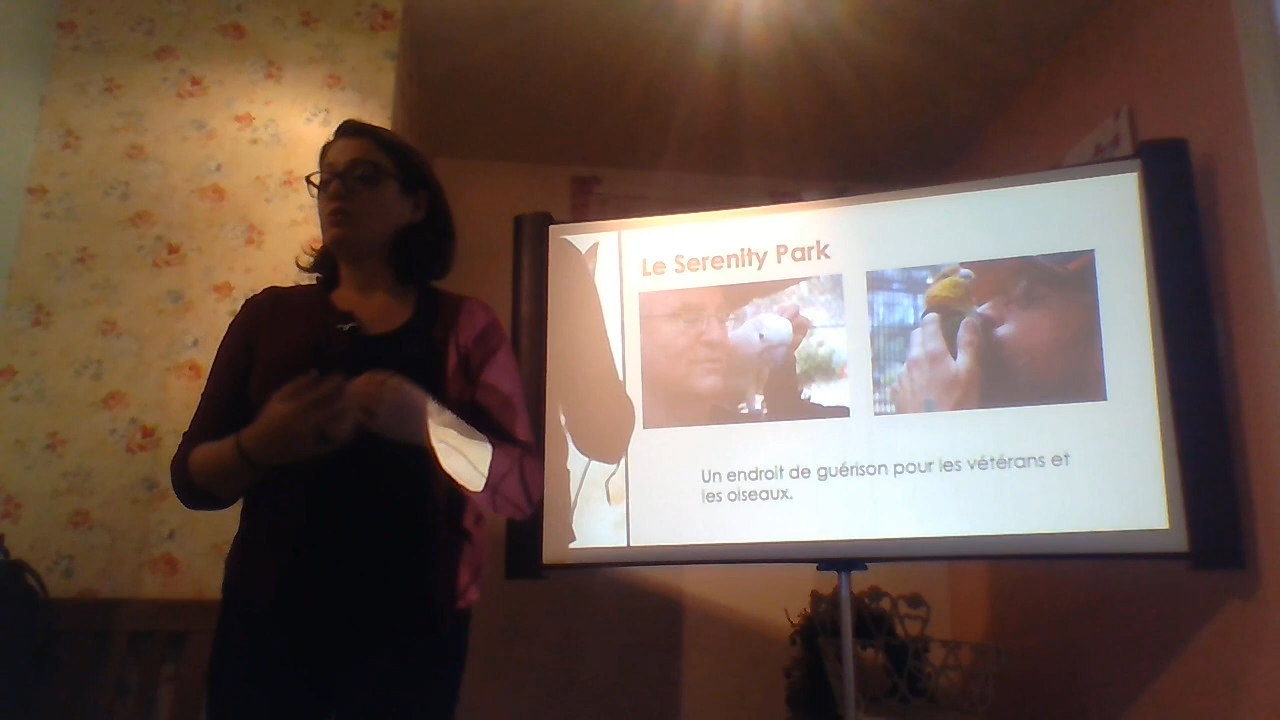 Le Serenity Park
Un endroit de guérison pour les vétérans et
les oiseaux.